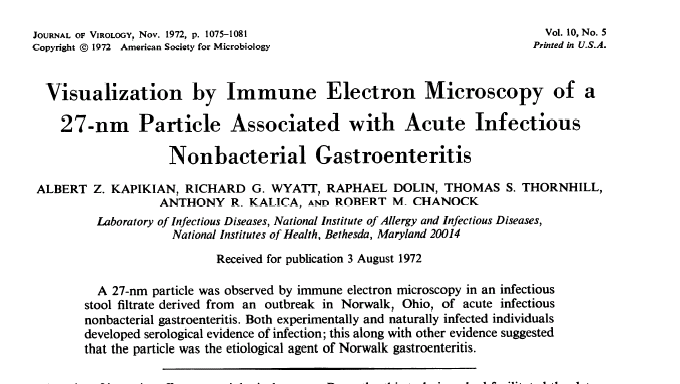 JOURNAL OF VIROLOGY, Nov. 1972, p. 1075-1081
Copyright © 1972 American Society for Microbiology
Vol. 10, No. 5
Printed in U.S.A.
Visualization by Immune Electron Microscopy of a
27-nm Particle Associated with Acute Infectious
Nonbacterial Gastroenteritis
ALBERT Z. KAPIKIAN, RICHARD G. WYATT, RAPHAEL DOLIN, THOMAS S. THORNHILL,
ANTHONY R. KALICA, AND ROBERT M. CHANOCK
Laboratory of Infectious Diseases, National Institute of Allergy and Infectious Diseases,
National Institutes of Health, Bethesda, Maryland 20014
Received for publication 3 August 1972
A 27-nm particle was observed by immune electron microscopy in an infectious
stool filtrate derived from an outbreak in Norwalk, Ohio, of acute infectious
nonbacterial gastroenteritis. Both experimentally and naturally infected individuals
developed serological evidence of infection; this along with other evidence suggested
that the particle was the etiological agent of Norwalk gastroenteritis.